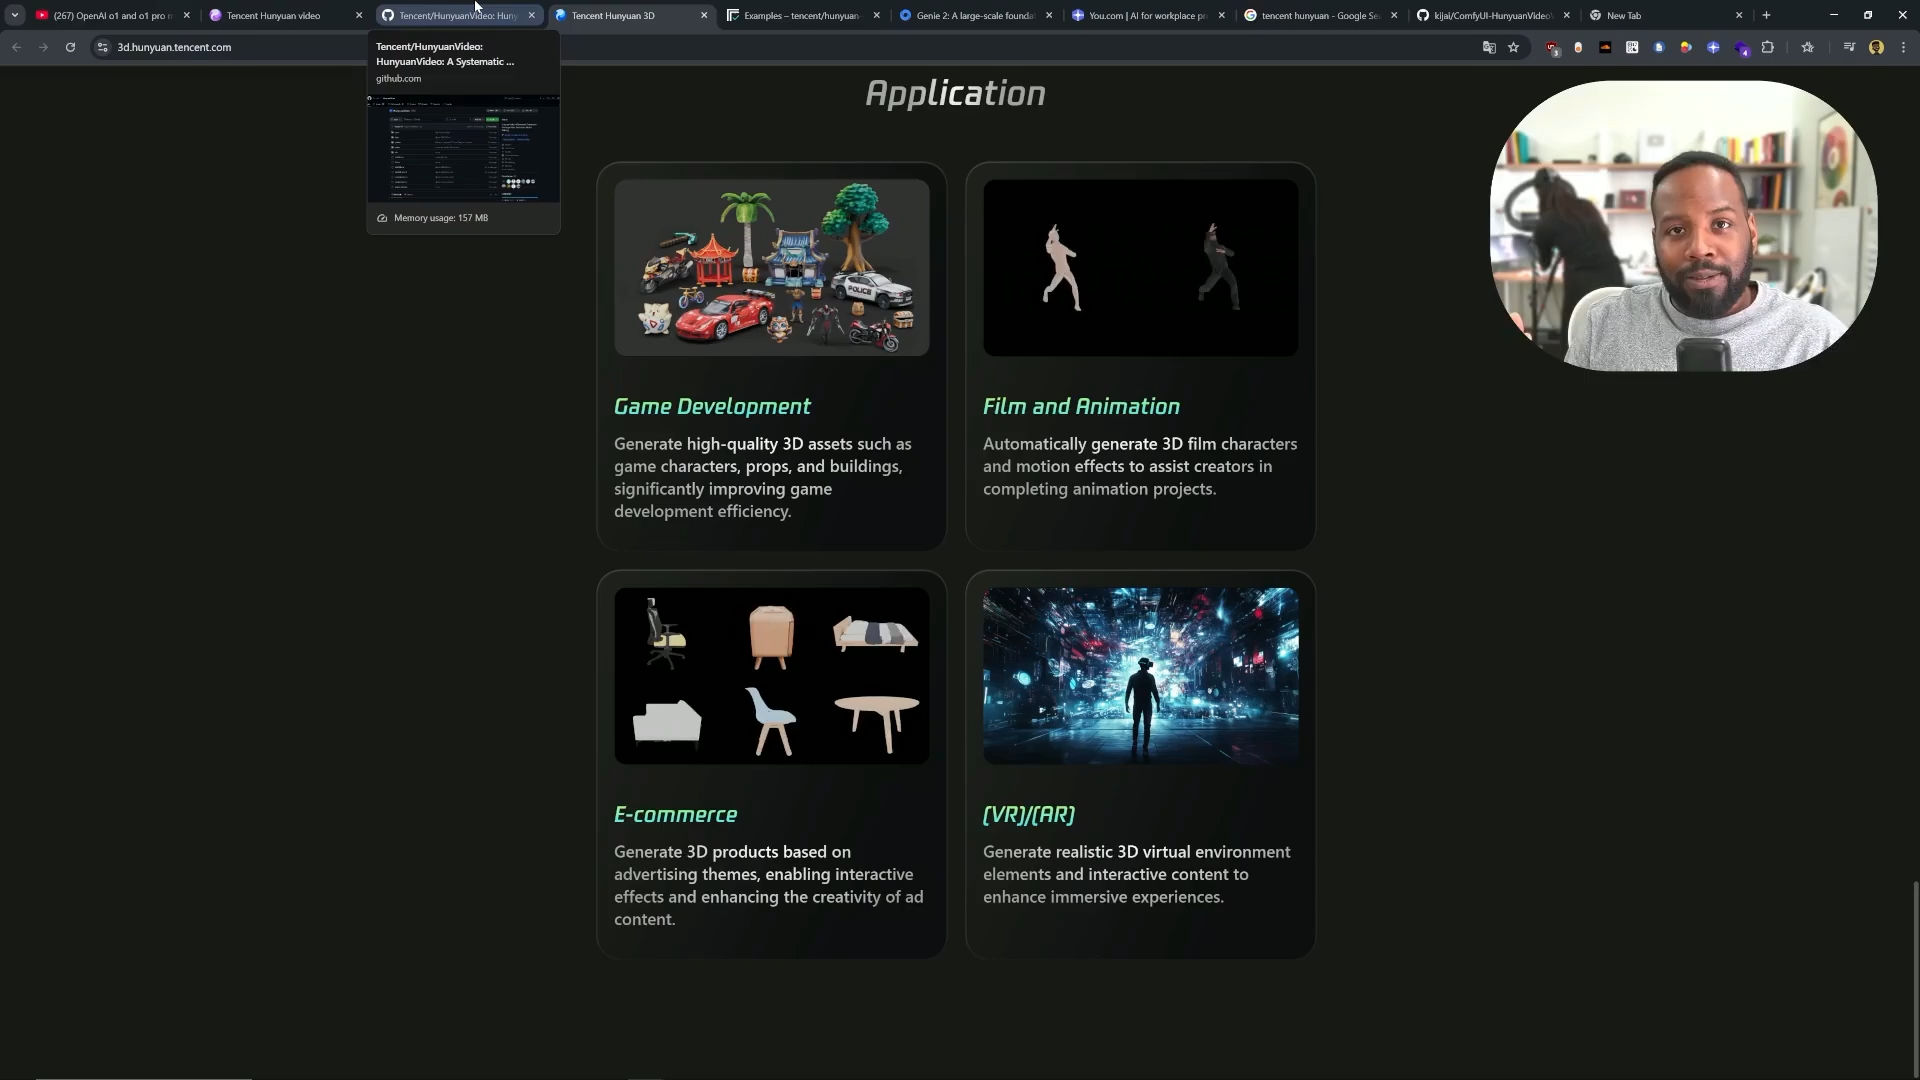 (267) OpenAI o1 and o1 pro m
Tencent Hunyuan video
Tencent/HunyuanVideo: Huny
Tencent Hunyuan 3D
Examples – tencent/hunyuan-
Genie 2: A large-scale founda
You.com | AI for workplace pr
tencent hunyuan - Google Se
kijai/ComfyUI-HunyuanVideo
New Tab
3d.hunyuan.tencent.com
Tencent/HunyuanVideo:
HunyuanVideo: A Systematic ...
github.com
Memory usage: 157 MB
Application
POLICE
Game Development
Generate high-quality 3D assets such as
game characters, props, and buildings,
significantly improving game
development efficiency.
Film and Animation
Automatically generate 3D film characters
and motion effects to assist creators in
completing animation projects.
E-commerce
Generate 3D products based on
advertising themes, enabling interactive
effects and enhancing the creativity of ad
content.
(VR)/(AR)
Generate realistic 3D virtual environment
elements and interactive content to
enhance immersive experiences.